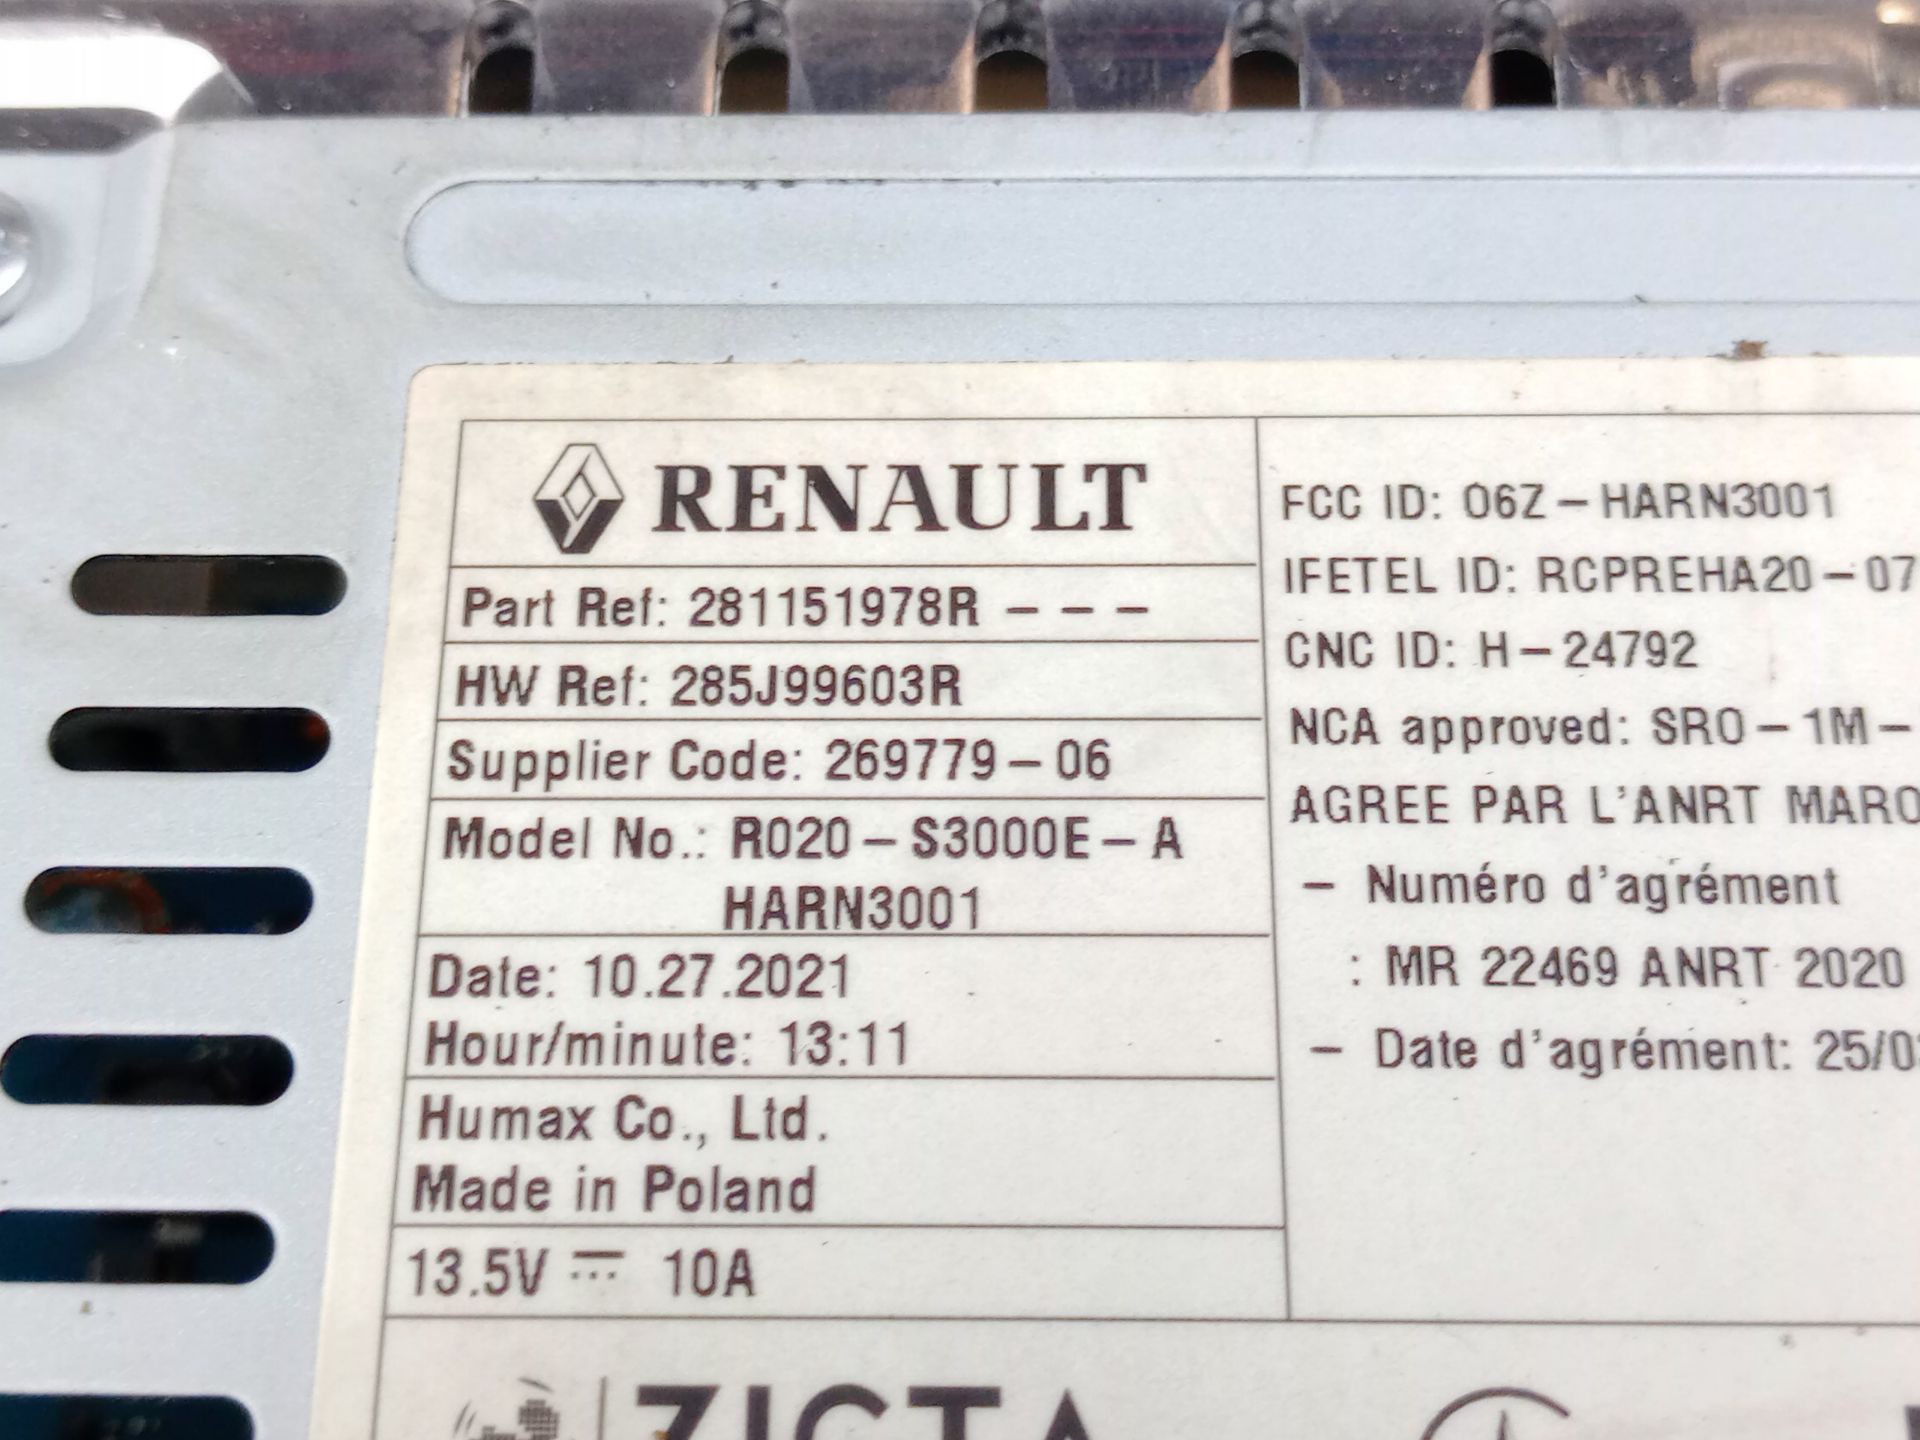 RENAULT
Part Ref: 281151978R - - -
HW Ref: 285J99603R
Supplier Code: 269779-06
Model No.: R020-S3000E-A
HARN3001
Date: 10.27.2021
Hour/minute: 13:11
Humax Co., Ltd.
Made in Poland
13.5V ⎓ 10A
FCC ID: O6Z-HARN3001
IFETEL ID: RCPREHA20-07
CNC ID: H-24792
NCA approved: SRO-1M-
AGREE PAR L'ANRT MARO
- Numéro d'agrément
: MR 22469 ANRT 2020
- Date d'agrément: 25/0
ZICTA